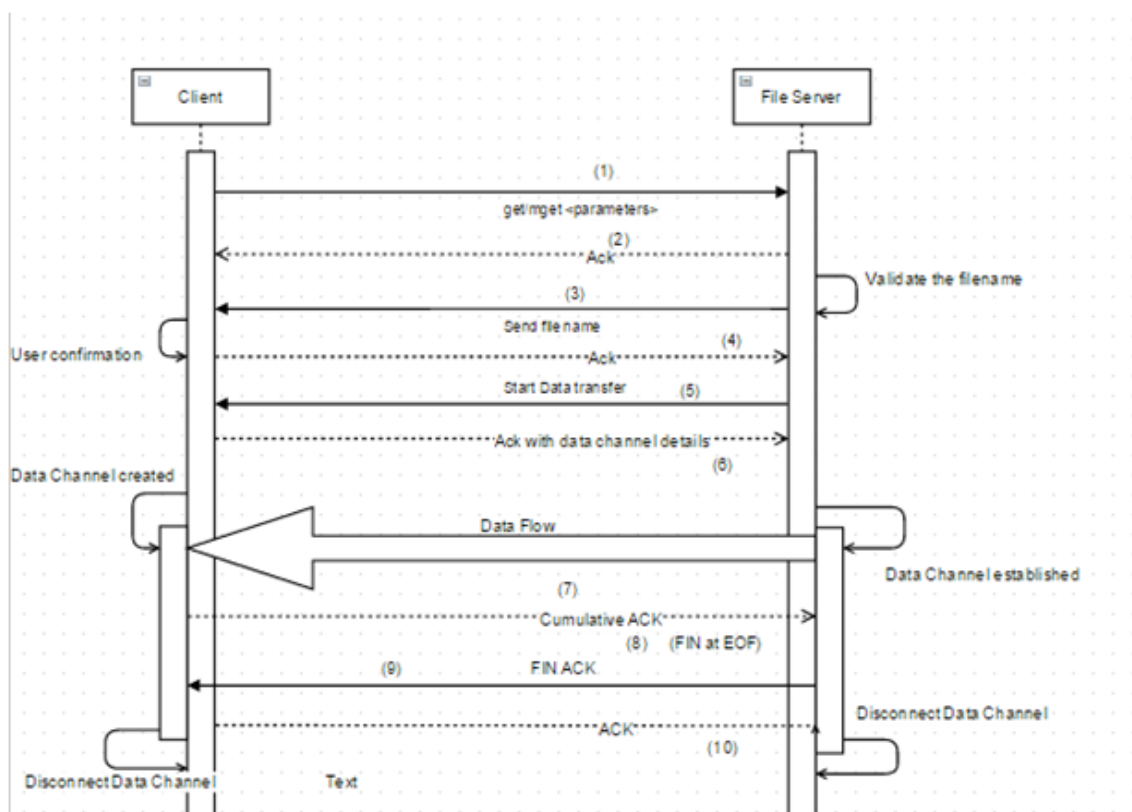 Client
File Server
(1)
get/mget <parameters>
(2)
Ack
Validate the filename
(3)
Send file name
User confirmation
(4)
Ack
Start Data transfer
(5)
Ack with data channel details
(6)
Data Channel created
Data Flow
Data Channel established
(7)
Cumulative ACK
(8) (FIN at EOF)
(9)
FIN ACK
Disconnect Data Channel
ACK
(10)
Disconnect Data Channel
Text